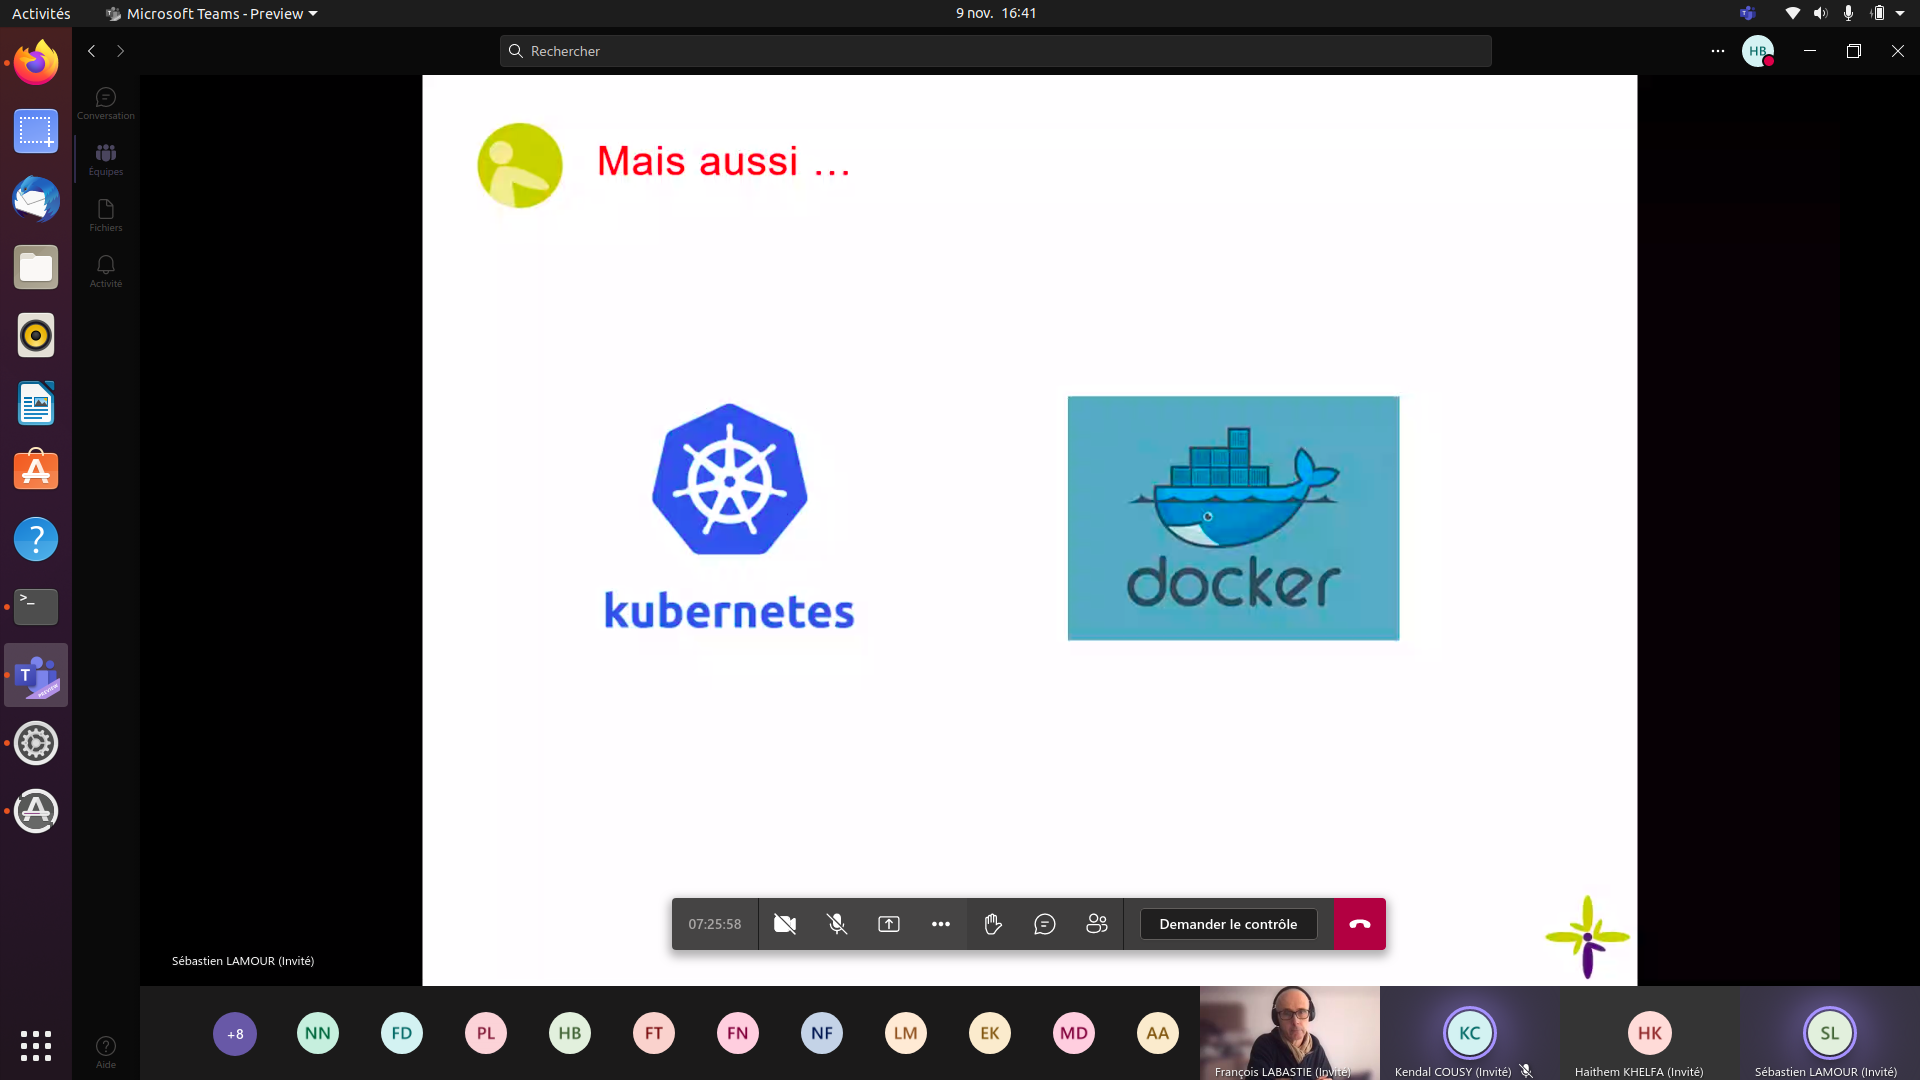 Activités
Microsoft Teams - Preview
9 nov. 16:41
Rechercher
HB
Conversation
Équipes
Fichiers
Activité
Aide
Mais aussi ...
kubernetes
docker
07:25:58
Demander le contrôle
Sébastien LAMOUR (Invité)
+8
NN
FD
PL
HB
FT
FN
NF
LM
EK
MD
AA
François LABASTIE (Invité)
KC
Kendal COUSY (Invité)
HK
Haithem KHELFA (Invité)
SL
Sébastien LAMOUR (Invité)